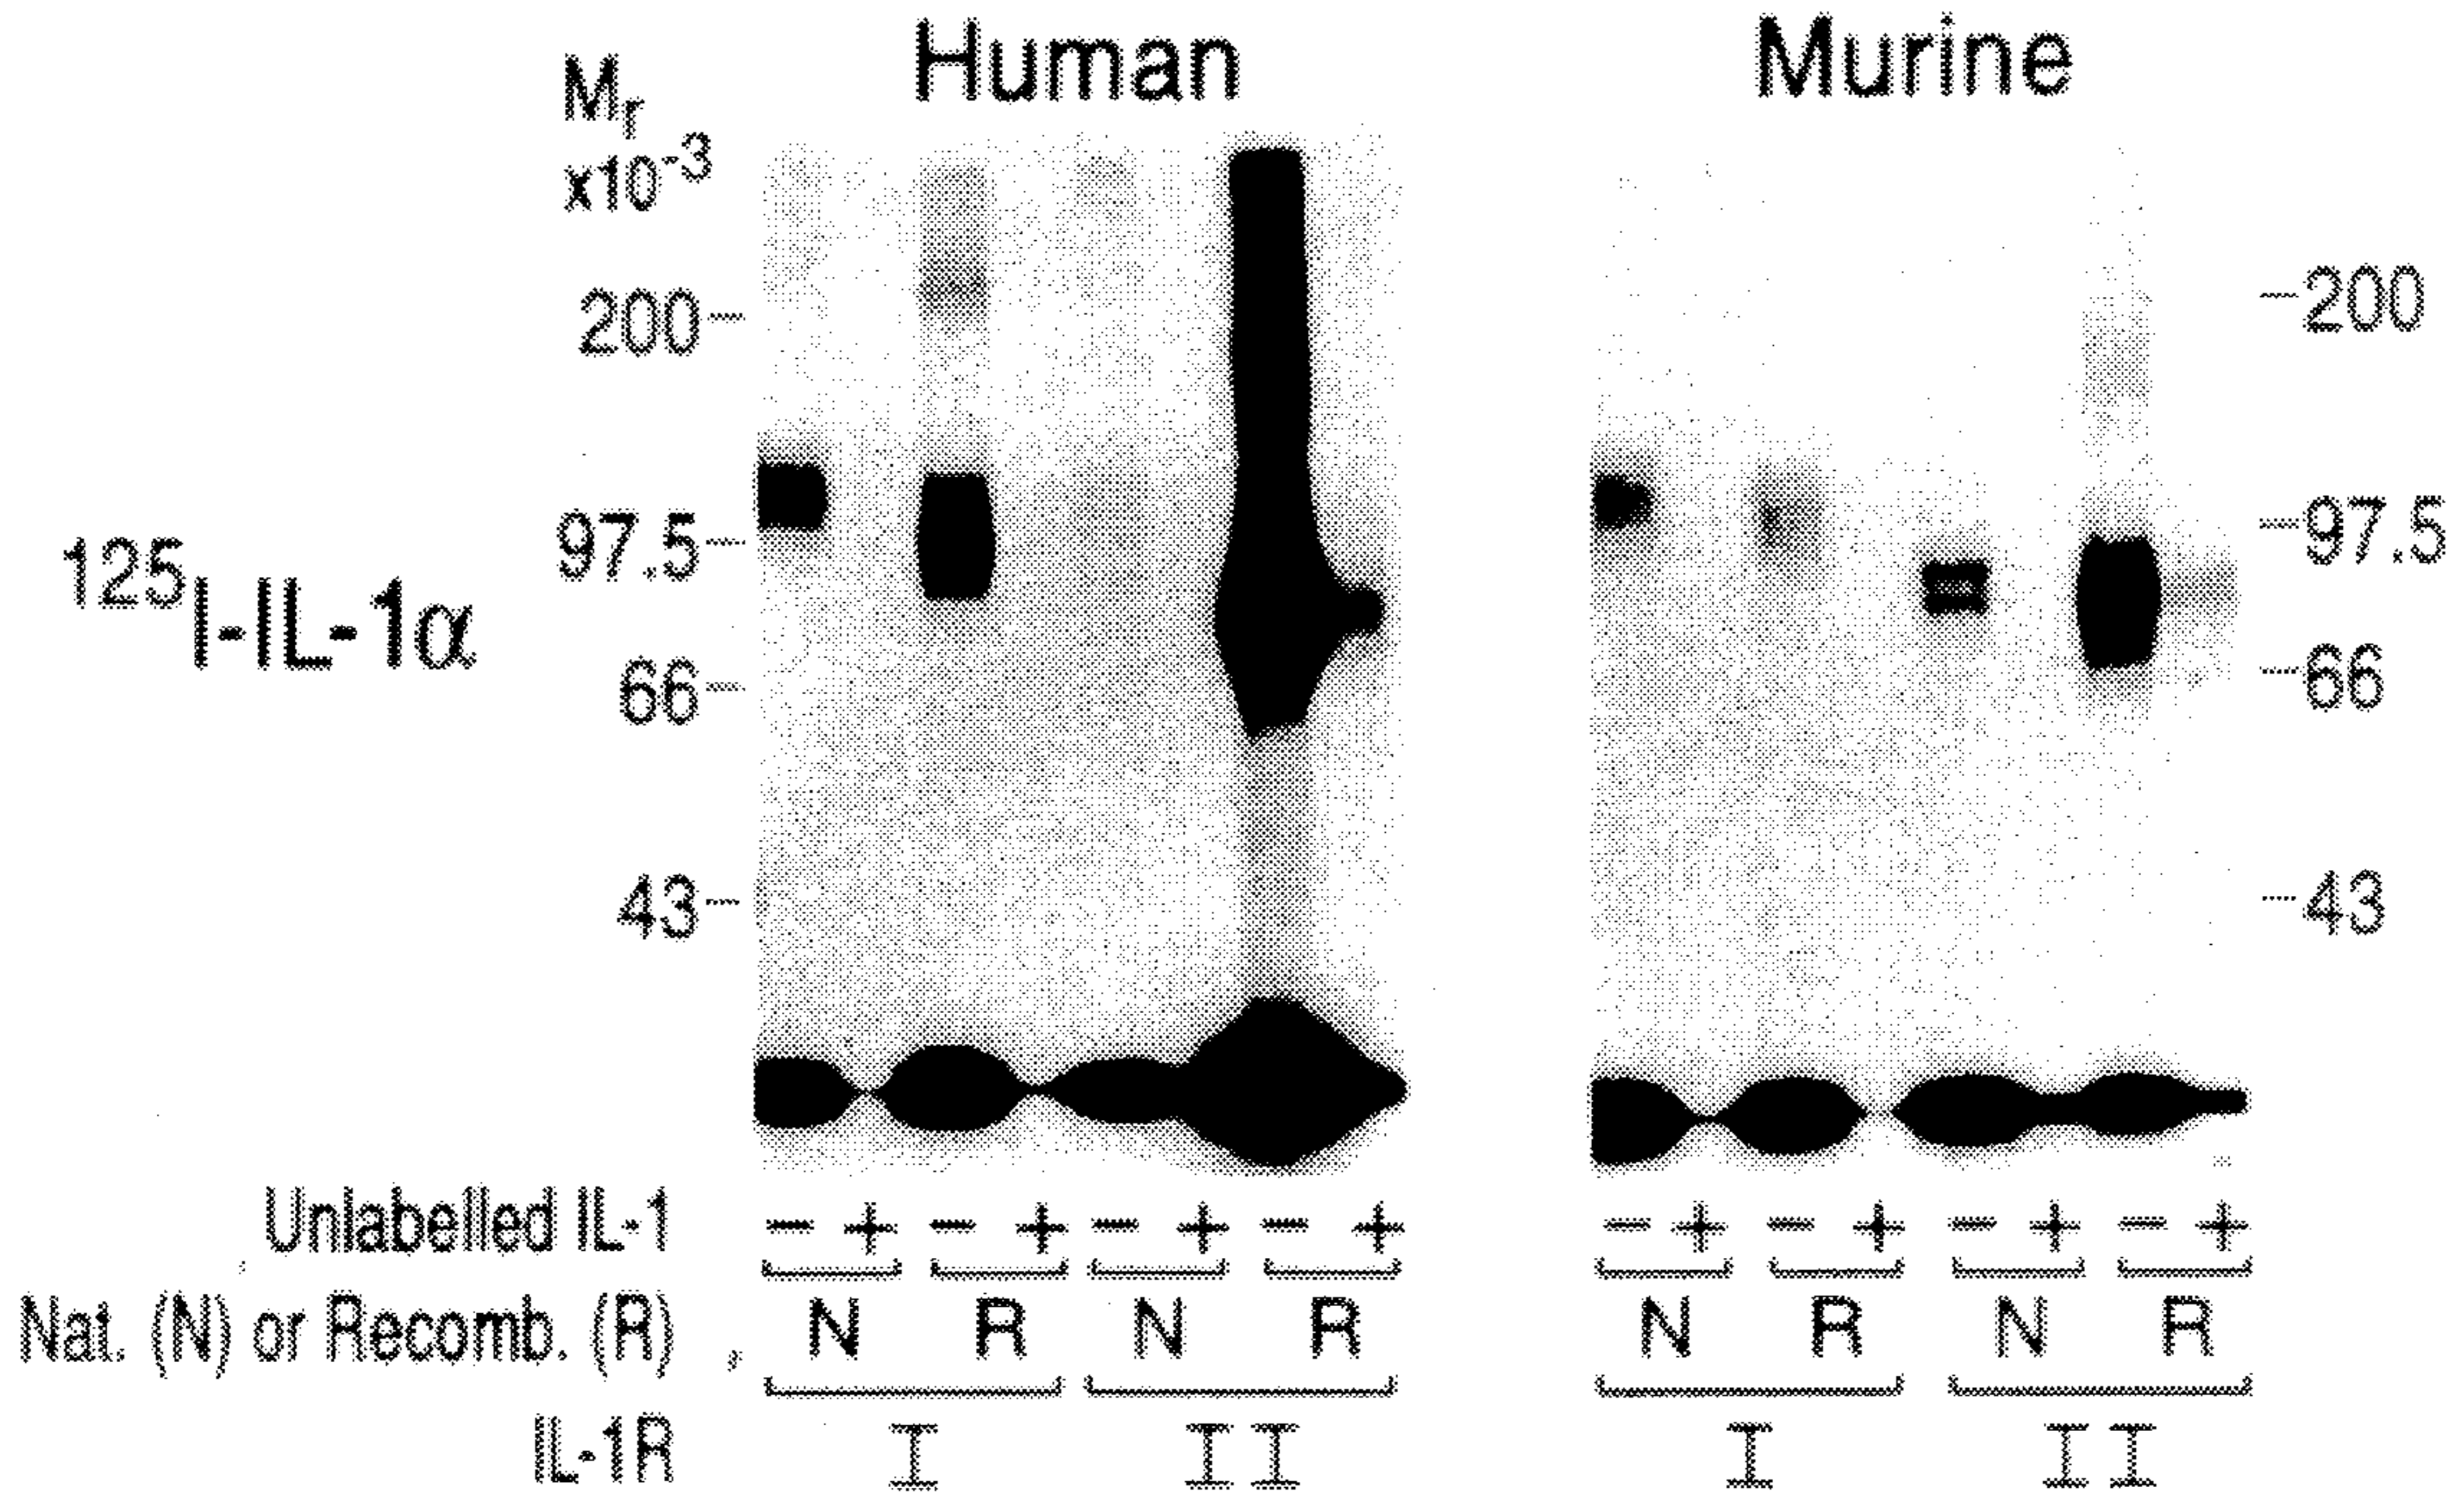 Human Murine
Mr
x10-3
200 200
97.5 97.5
125I-IL-1α
66 66
43 43
Unlabelled IL-1 − + − + − + − + − + − + − + − +
Nat. (N) or Recomb. (R) N R N R N R N R
IL-1R I II I II